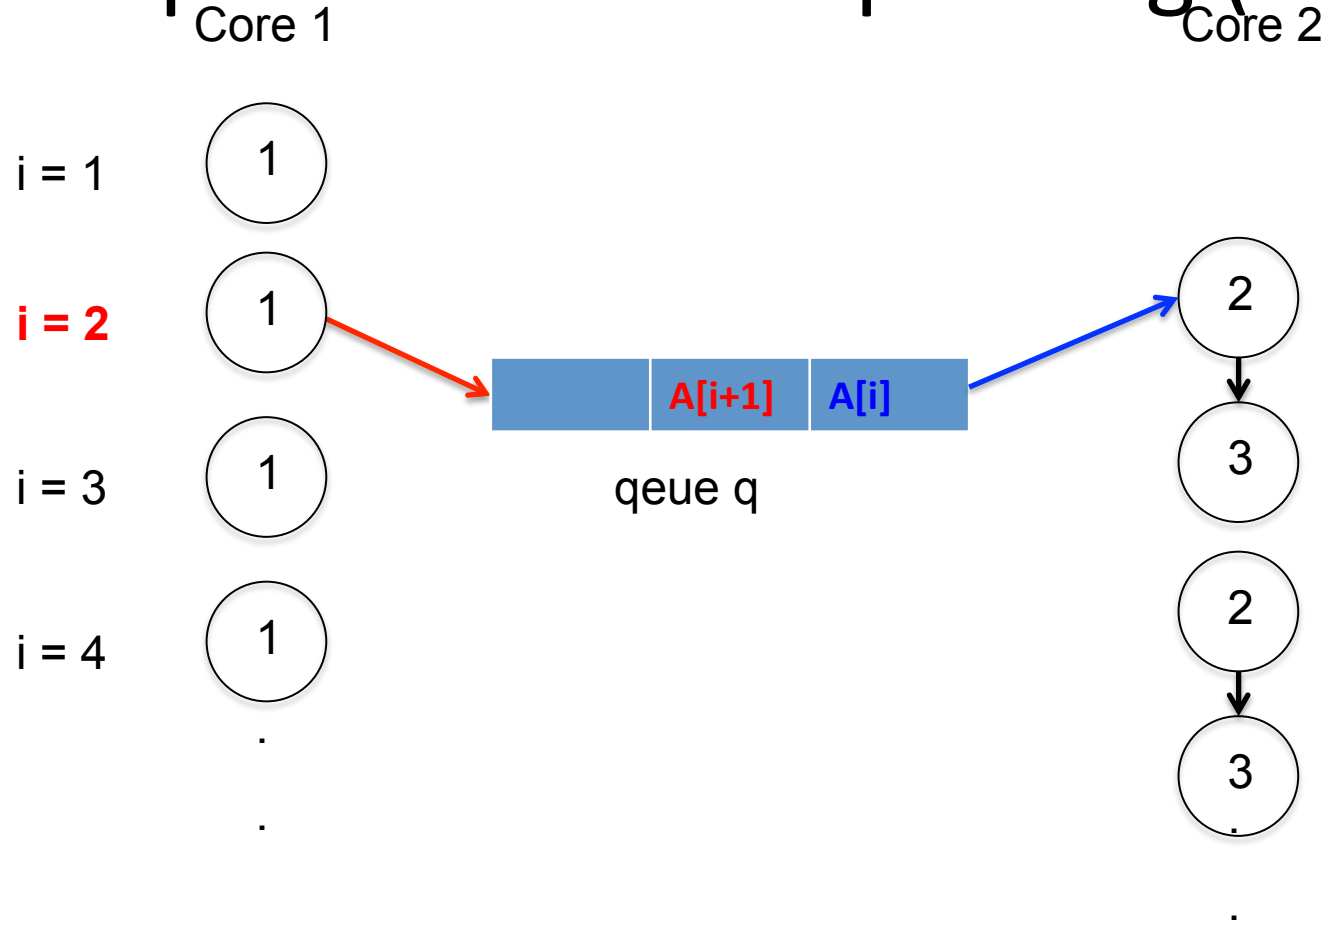 Core 1
Core 2
i = 1
1
i = 2
1
2
A[i+1]
A[i]
i = 3
1
3
qeue q
i = 4
1
2
3
.
.
.
.